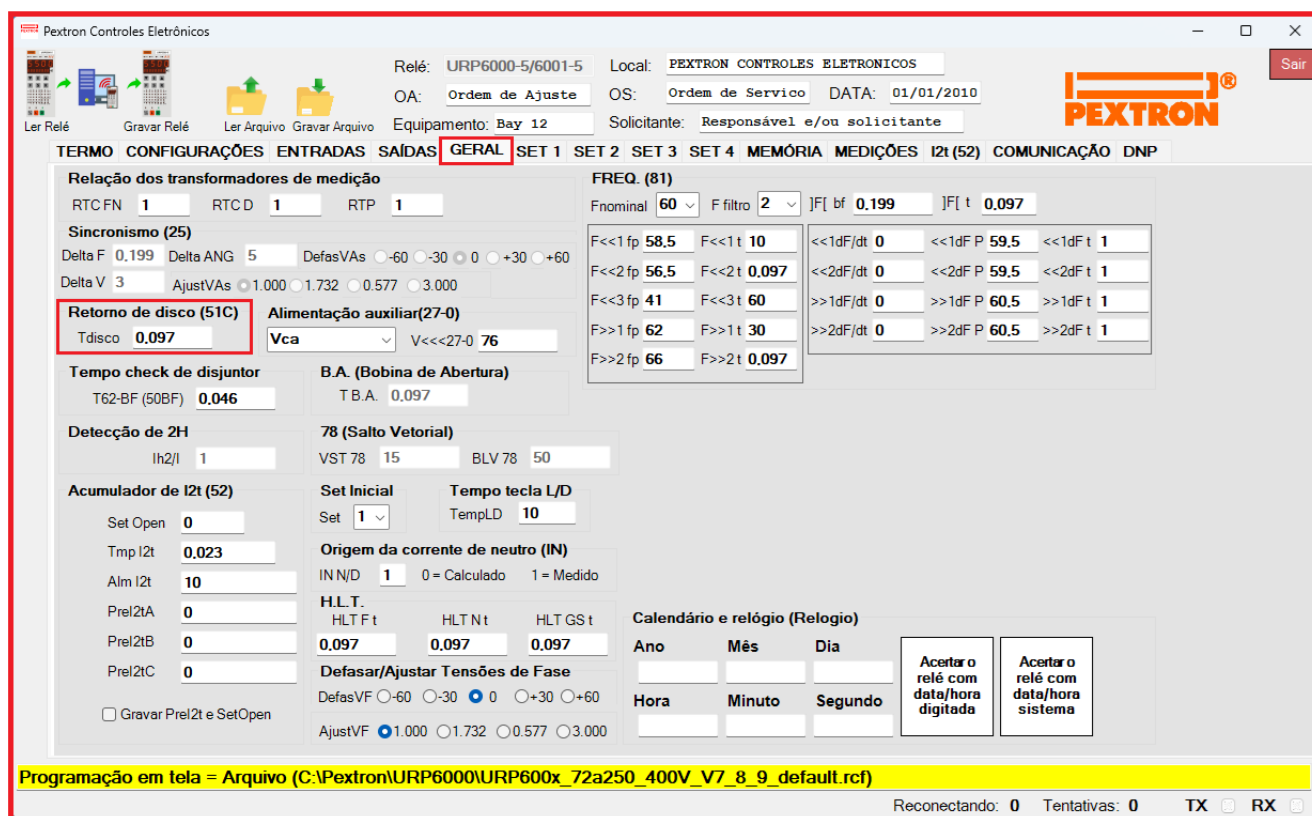 Pextron Controles Eletrônicos
Relé: URP6000-5/6001-5 Local: PEXTRON CONTROLES ELETRONICOS Sair
OA: Ordem de Ajuste OS: Ordem de Servico DATA: 01/01/2010
Ler Relé Gravar Relé Ler Arquivo Gravar Arquivo Equipamento: Bay 12 Solicitante: Responsável e/ou solicitante PEXTRON ®
TERMO CONFIGURAÇÕES ENTRADAS SAÍDAS GERAL SET 1 SET 2 SET 3 SET 4 MEMÓRIA MEDIÇÕES I2t (52) COMUNICAÇÃO DNP
Relação dos transformadores de medição
RTC FN 1 RTC D 1 RTP 1
Sincronismo (25)
Delta F 0,199 Delta ANG 5 DefasVAs -60 -30 0 +30 +60
Delta V 3 AjustVAs 1.000 1.732 0.577 3.000
Retorno de disco (51C)
Tdisco 0,097
Alimentação auxiliar(27-0)
Vca V<<<27-0 76
Tempo check de disjuntor
T62-BF (50BF) 0,046
B.A. (Bobina de Abertura)
T B.A. 0,097
Detecção de 2H
Ih2/I 1
78 (Salto Vetorial)
VST 78 15 BLV 78 50
Acumulador de I2t (52)
Set Open 0
Tmp I2t 0,023
Alm I2t 10
PreI2tA 0
PreI2tB 0
PreI2tC 0
Gravar PreI2t e SetOpen
Set Inicial
Set 1
Tempo tecla L/D
TempLD 10
Origem da corrente de neutro (IN)
IN N/D 1 0 = Calculado 1 = Medido
H.L.T.
HLT F t HLT N t HLT GS t
0,097 0,097 0,097
Defasar/Ajustar Tensões de Fase
DefasVF -60 -30 0 +30 +60
AjustVF 1.000 1.732 0.577 3.000
FREQ. (81)
Fnominal 60 F filtro 2 ]F[ bf 0,199 ]F[ t 0,097
F<<1 fp 58,5 F<<1 t 10 <<1dF/dt 0 <<1dF P 59,5 <<1dF t 1
F<<2 fp 56,5 F<<2 t 0,097 <<2dF/dt 0 <<2dF P 59,5 <<2dF t 1
F<<3 fp 41 F<<3 t 60 >>1dF/dt 0 >>1dF P 60,5 >>1dF t 1
F>>1 fp 62 F>>1 t 30 >>2dF/dt 0 >>2dF P 60,5 >>2dF t 1
F>>2 fp 66 F>>2 t 0,097
Calendário e relógio (Relogio)
Ano Mês Dia
Hora Minuto Segundo
Acertar o
relé com
data/hora
digitada
Acertar o
relé com
data/hora
sistema
Programação em tela = Arquivo (C:\Pextron\URP6000\URP600x_72a250_400V_V7_8_9_default.rcf)
Reconectando: 0 Tentativas: 0 TX RX